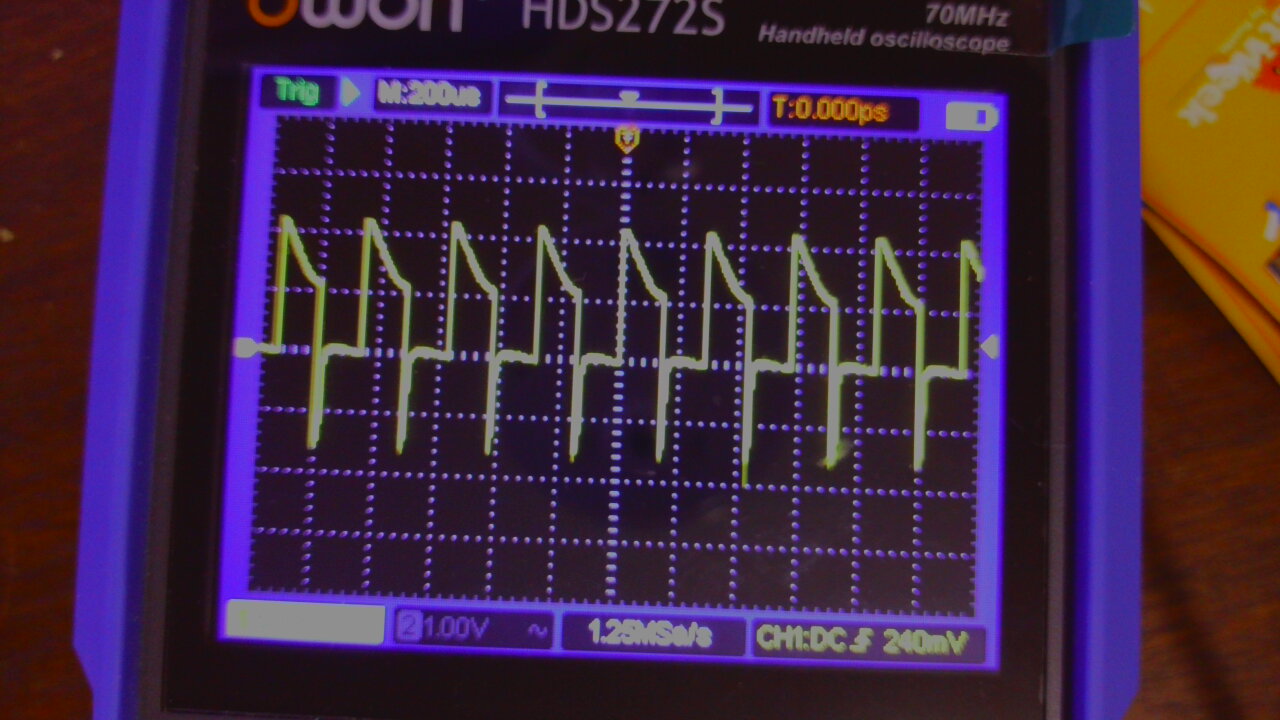 owon HDS272S 70MHz
Handheld oscilloscope
Trig M:200us T:0.000ps
2 1.00V ~ 1.25MSa/s CH1:DC 240mV